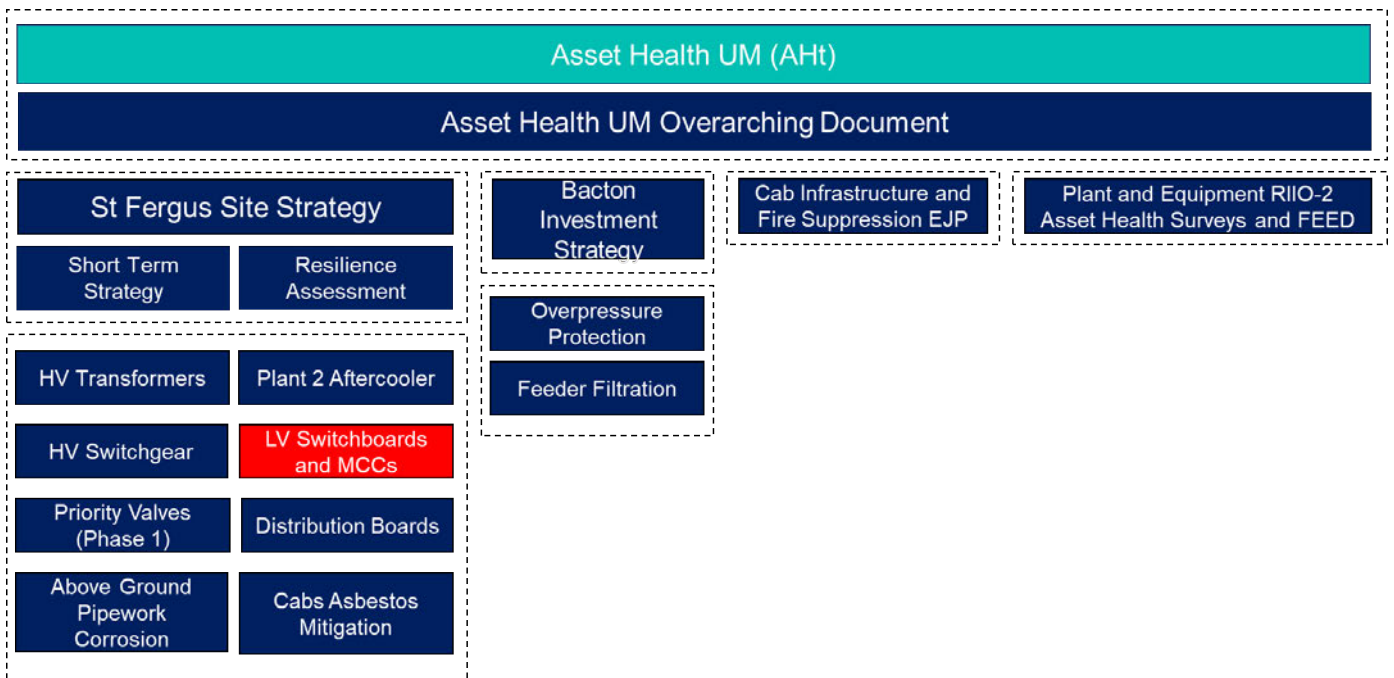 Asset Health UM (AHt)
Asset Health UM Overarching Document
St Fergus Site Strategy
Short Term
Strategy
Resilience
Assessment
HV Transformers
Plant 2 Aftercooler
HV Switchgear
LV Switchboards
and MCCs
Priority Valves
(Phase 1)
Distribution Boards
Above Ground
Pipework
Corrosion
Cabs Asbestos
Mitigation
Bacton
Investment
Strategy
Overpressure
Protection
Feeder Filtration
Cab Infrastructure and
Fire Suppression EJP
Plant and Equipment RIIO-2
Asset Health Surveys and FEED